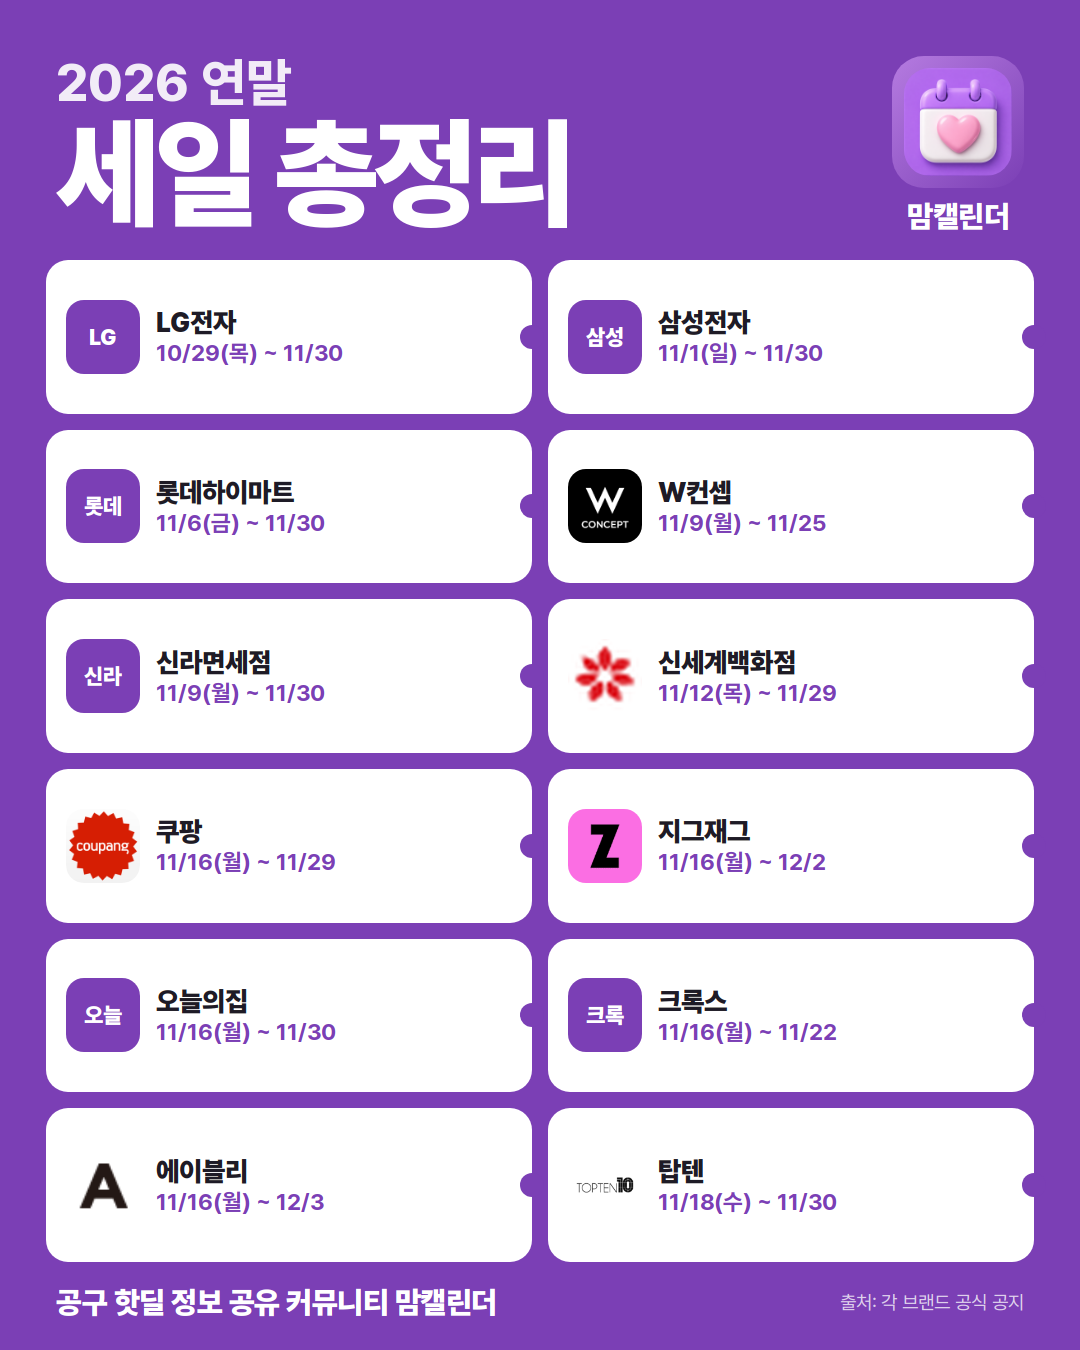 2026 연말
세일 총정리
맘캘린더
LG
LG전자
10/29(목) ~ 11/30
삼성
삼성전자
11/1(일) ~ 11/30
롯데
롯데하이마트
11/6(금) ~ 11/30
W
CONCEPT
W컨셉
11/9(월) ~ 11/25
신라
신라면세점
11/9(월) ~ 11/30
신세계백화점
11/12(목) ~ 11/29
coupang
쿠팡
11/16(월) ~ 11/29
Z
지그재그
11/16(월) ~ 12/2
오늘
오늘의집
11/16(월) ~ 11/30
크록
크록스
11/16(월) ~ 11/22
A
에이블리
11/16(월) ~ 12/3
TOPTEN10
탑텐
11/18(수) ~ 11/30
공구 핫딜 정보 공유 커뮤니티 맘캘린더
출처: 각 브랜드 공식 공지